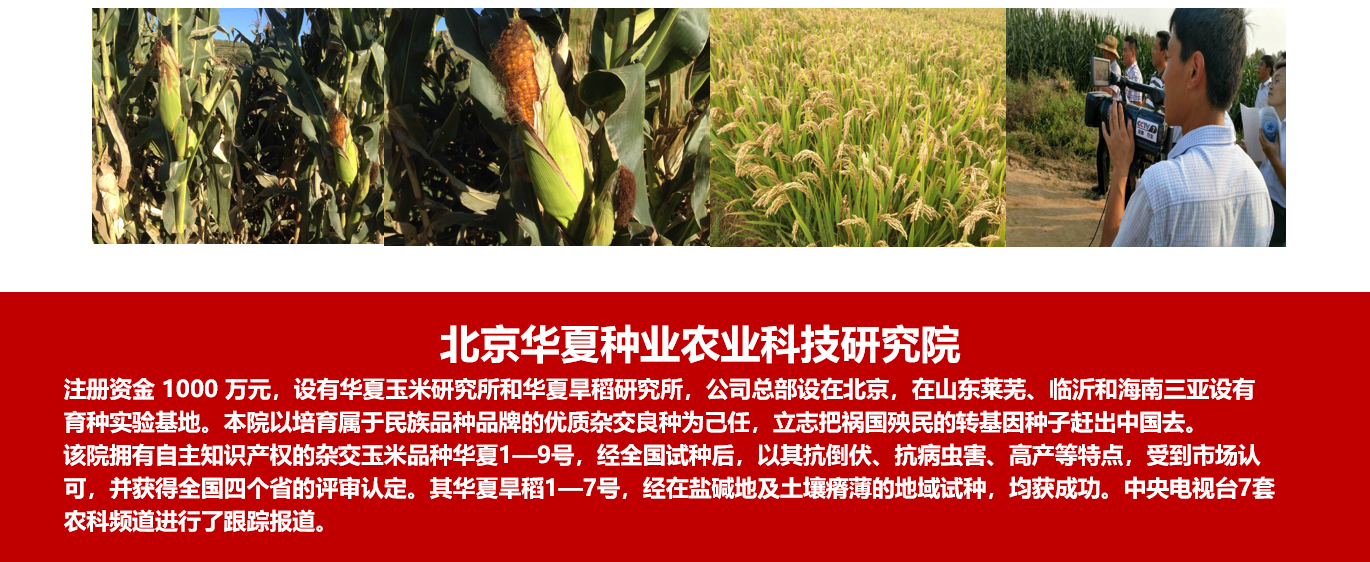 北京华夏种业农业科技研究院
注册资金 1000 万元，设有华夏玉米研究所和华夏旱稻研究所，公司总部设在北京，在山东莱芜、临沂和海南三亚设有
育种实验基地。本院以培育属于民族品种品牌的优质杂交良种为己任，立志把祸国殃民的转基因种子赶出中国去。
该院拥有自主知识产权的杂交玉米品种华夏1—9号，经全国试种后，以其抗倒伏、抗病虫害、高产等特点，受到市场认
可，并获得全国四个省的评审认定。其华夏旱稻1—7号，经在盐碱地及土壤瘠薄的地域试种，均获成功。中央电视台7套
农科频道进行了跟踪报道。